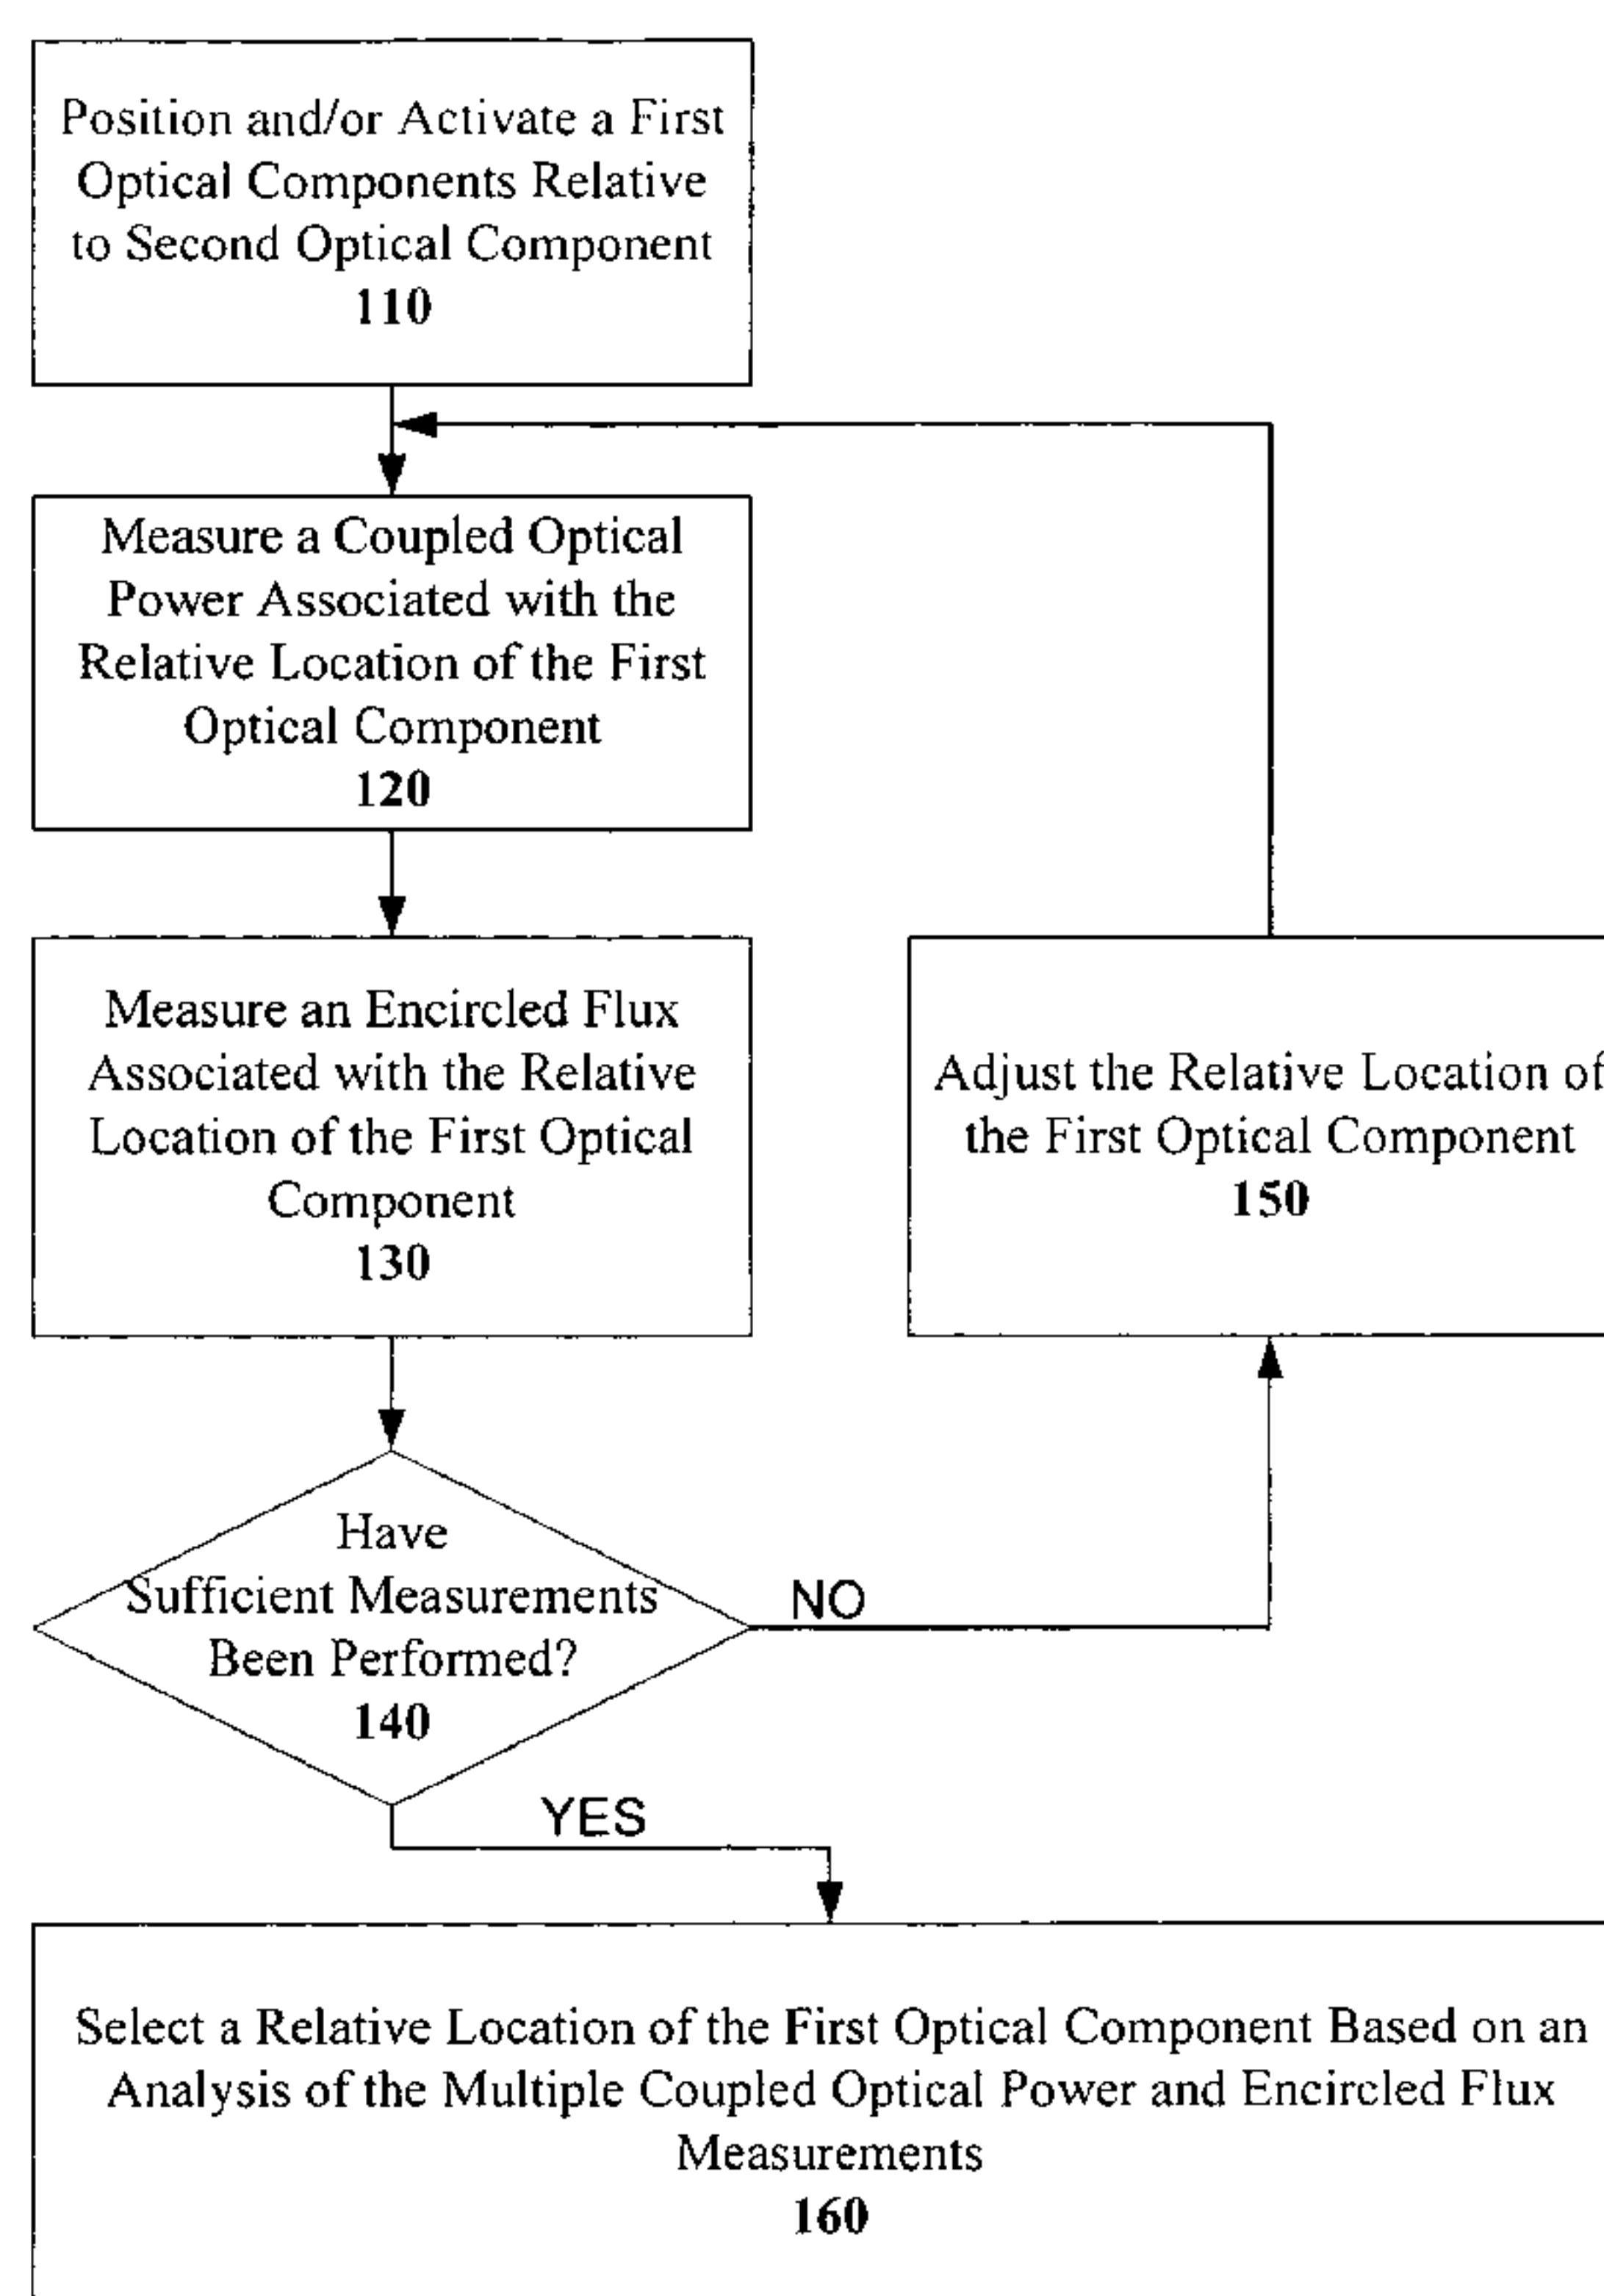 Position and/or Activate a First
Optical Components Relative
to Second Optical Component
110
Measure a Coupled Optical
Power Associated with the
Relative Location of the First
Optical Component
120
Measure an Encircled Flux
Associated with the Relative
Location of the First Optical
Component
130
Adjust the Relative Location of
the First Optical Component
150
Have
Sufficient Measurements
Been Performed?
140
NO
YES
Select a Relative Location of the First Optical Component Based on an
Analysis of the Multiple Coupled Optical Power and Encircled Flux
Measurements
160